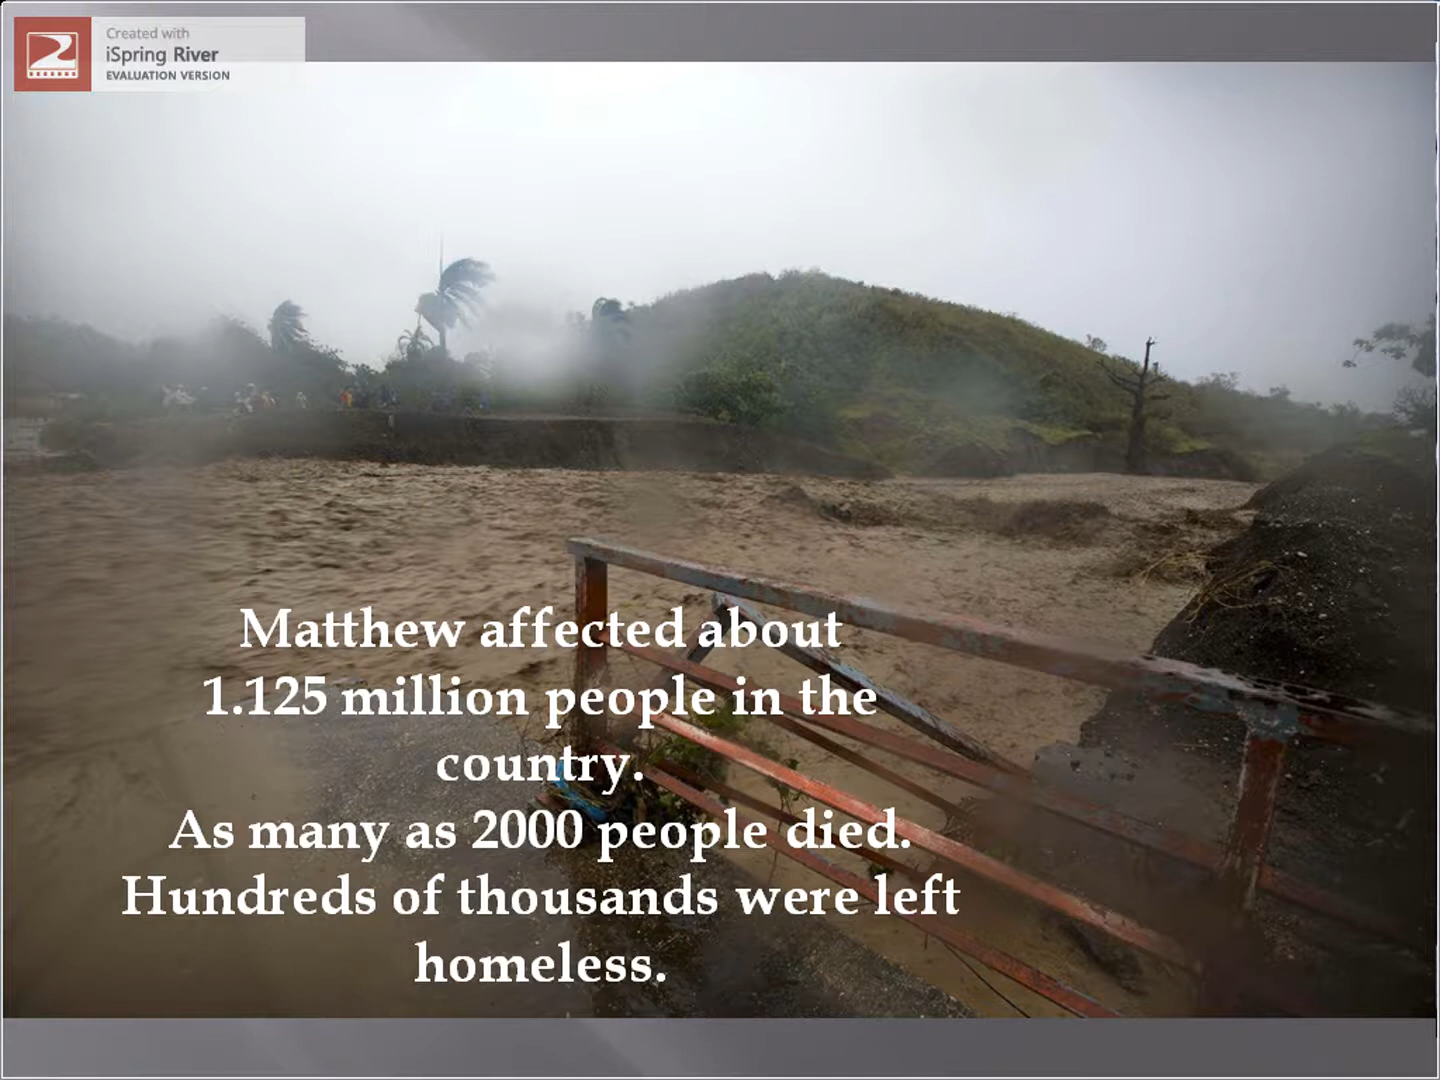 Created with
iSpring River
EVALUATION VERSION
Matthew affected about
1.125 million people in the
country.
As many as 2000 people died.
Hundreds of thousands were left
homeless.